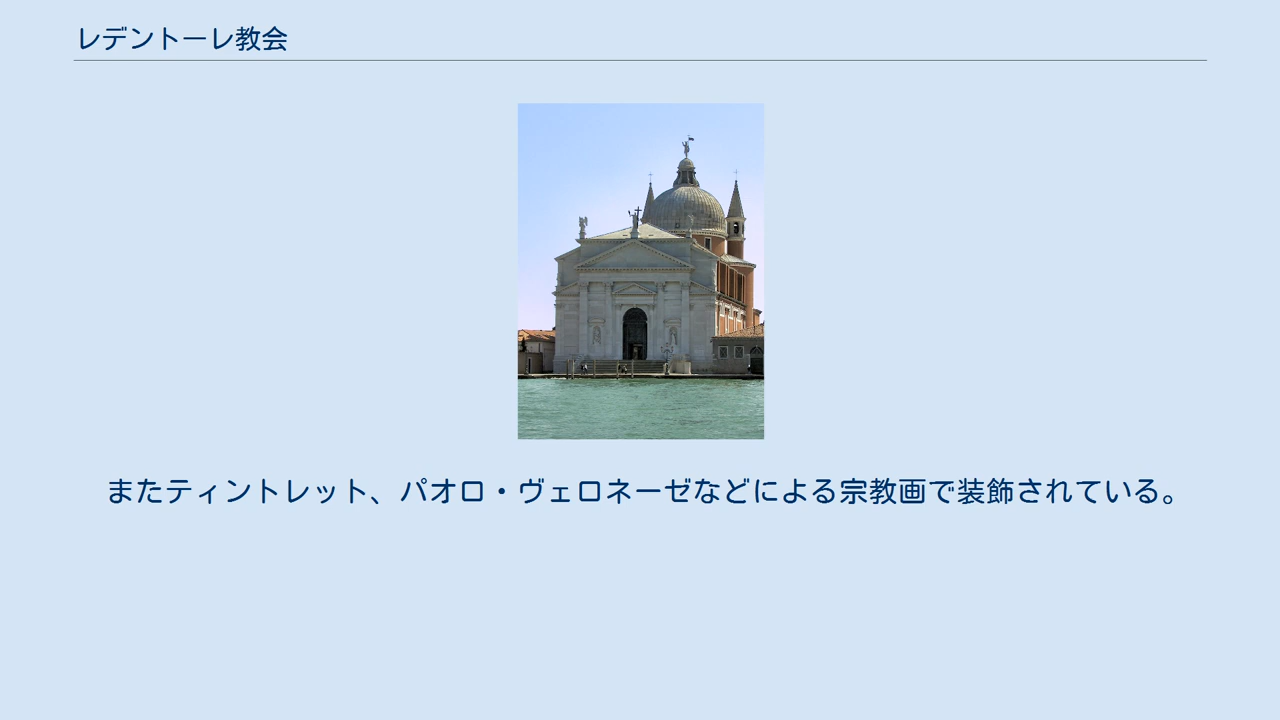 レデントーレ教会
またティントレット、パオロ・ヴェロネーゼなどによる宗教画で装飾されている。